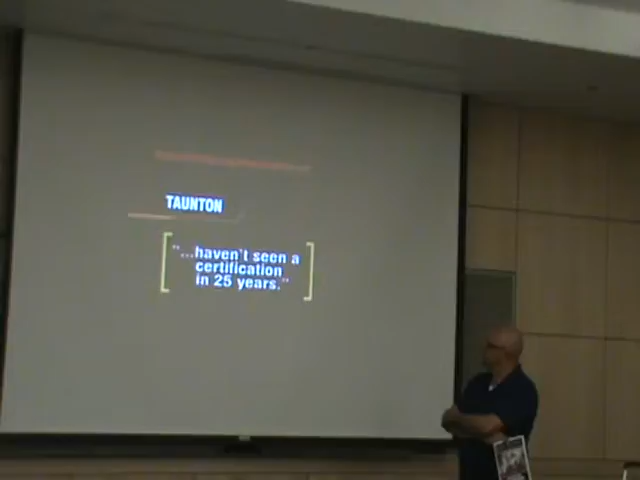 TAUNTON
"...haven't seen a
certification
in 25 years."